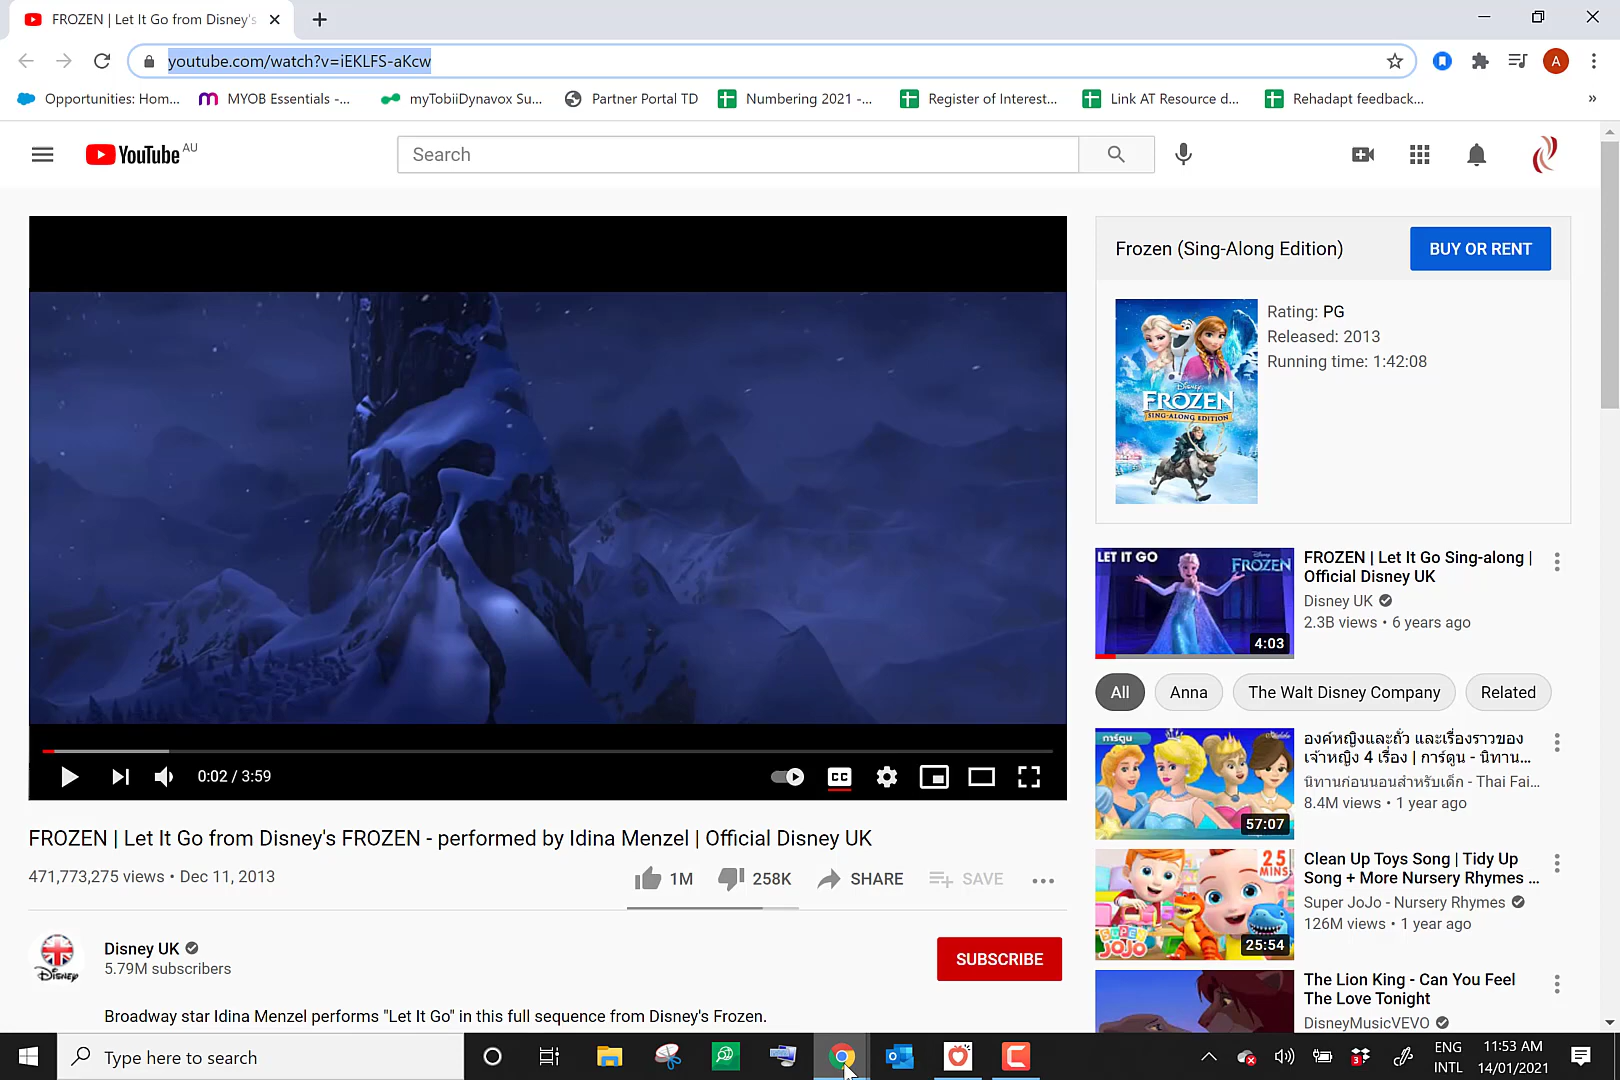 FROZEN | Let It Go from Disney's
youtube.com/watch?v=iEKLFS-aKcw
Opportunities: Hom...
MYOB Essentials -...
myTobiiDynavox Su...
Partner Portal TD
Numbering 2021 -...
Register of Interest...
Link AT Resource d...
Rehadapt feedback...
»
A
YouTube AU
Search
Frozen (Sing-Along Edition)
BUY OR RENT
Rating: PG
Released: 2013
Running time: 1:42:08
Disney
FROZEN
SING-ALONG EDITION
LET IT GO
Disney
FROZEN
4:03
FROZEN | Let It Go Sing-along |
Official Disney UK
Disney UK
2.3B views • 6 years ago
All
Anna
The Walt Disney Company
Related
การ์ตูน
57:07
องค์หญิงและถั่ว และเรื่องราวของ
เจ้าหญิง 4 เรื่อง | การ์ตูน - นิทาน...
นิทานก่อนนอนสำหรับเด็ก - Thai Fai...
8.4M views • 1 year ago
25
MINS
SUPER
JOJO
25:54
Clean Up Toys Song | Tidy Up
Song + More Nursery Rhymes ...
Super JoJo - Nursery Rhymes
126M views • 1 year ago
The Lion King - Can You Feel
The Love Tonight
DisneyMusicVEVO
0:02 / 3:59
CC
FROZEN | Let It Go from Disney's FROZEN - performed by Idina Menzel | Official Disney UK
471,773,275 views • Dec 11, 2013
1M
258K
SHARE
SAVE
Disney
Disney UK
5.79M subscribers
SUBSCRIBE
Broadway star Idina Menzel performs "Let It Go" in this full sequence from Disney's Frozen.
Type here to search
3
ENG
INTL
11:53 AM
14/01/2021